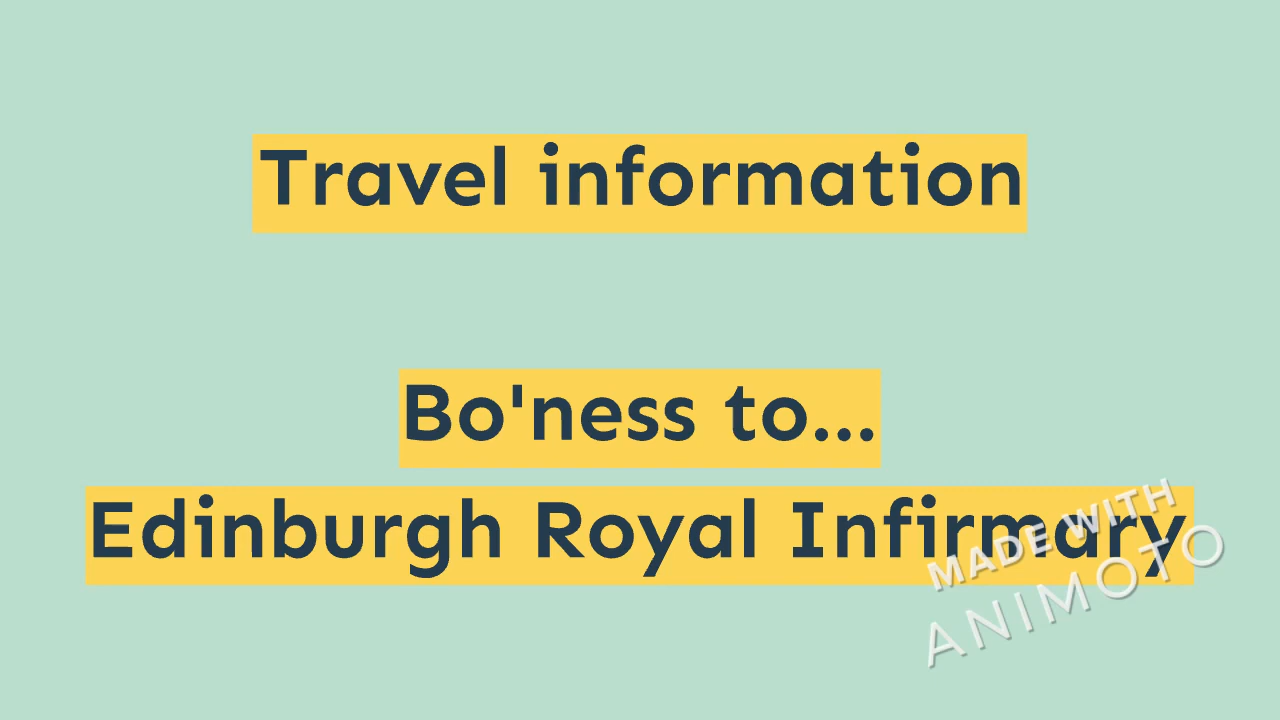 Travel information
Bo'ness to...
Edinburgh Royal Infirmary
MADE WITH
ANIMOTO